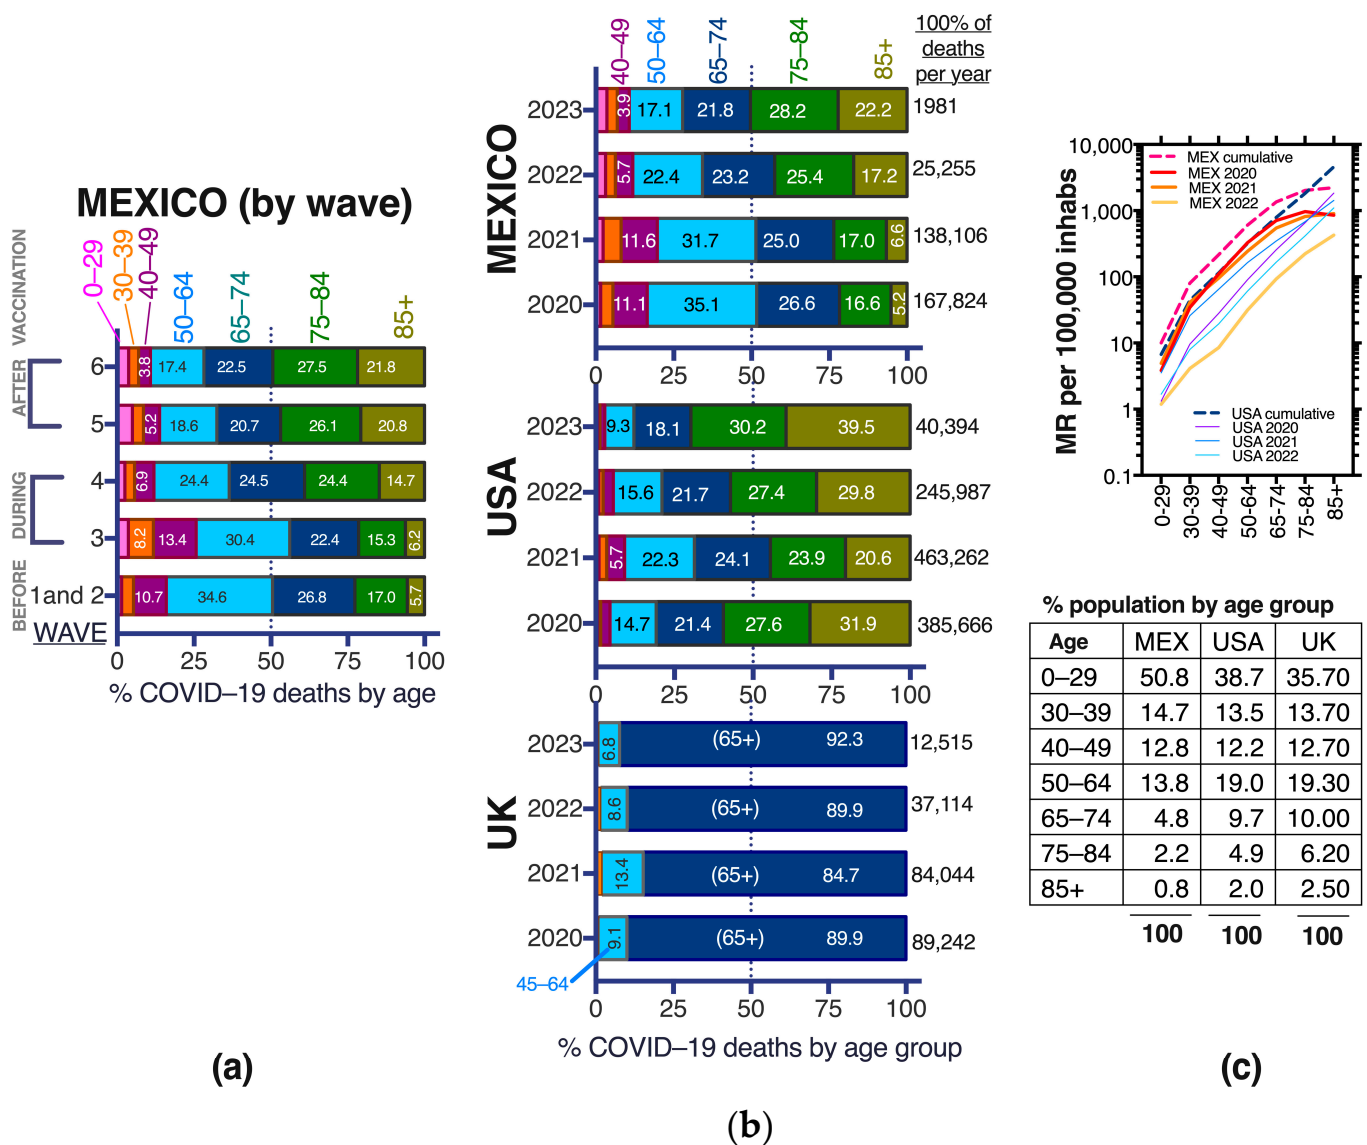 MEXICO (by wave)
0–29
30–39
40–49
50–64
65–74
75–84
85+
AFTER VACCINATION
DURING
BEFORE
6 3.8 17.4 22.5 27.5 21.8
5 5.2 18.6 20.7 26.1 20.8
4 6.9 24.4 24.5 24.4 14.7
3 8.2 13.4 30.4 22.4 15.3 6.2
1and 2 10.7 34.6 26.8 17.0 5.7
WAVE
0 25 50 75 100
% COVID–19 deaths by age
(a)
40–49
50–64
65–74
75–84
85+
100% of
deaths
per year
MEXICO
2023 3.9 17.1 21.8 28.2 22.2 1981
2022 5.7 22.4 23.2 25.4 17.2 25,255
2021 11.6 31.7 25.0 17.0 6.6 138,106
2020 11.1 35.1 26.6 16.6 5.2 167,824
0 25 50 75 100
USA
2023 9.3 18.1 30.2 39.5 40,394
2022 15.6 21.7 27.4 29.8 245,987
2021 5.7 22.3 24.1 23.9 20.6 463,262
2020 14.7 21.4 27.6 31.9 385,666
0 25 50 75 100
UK
2023 6.8 (65+) 92.3 12,515
2022 8.6 (65+) 89.9 37,114
2021 13.4 (65+) 84.7 84,044
2020 9.1 (65+) 89.9 89,242
45–64
0 25 50 75 100
% COVID–19 deaths by age group
(b)
MR per 100,000 inhabs
10,000
1,000
100
10
1
0.1
MEX cumulative
MEX 2020
MEX 2021
MEX 2022
USA cumulative
USA 2020
USA 2021
USA 2022
0-29
30-39
40-49
50-64
65-74
75-84
85+
% population by age group
Age MEX USA UK
0–29 50.8 38.7 35.70
30–39 14.7 13.5 13.70
40–49 12.8 12.2 12.70
50–64 13.8 19.0 19.30
65–74 4.8 9.7 10.00
75–84 2.2 4.9 6.20
85+ 0.8 2.0 2.50
100 100 100
(c)